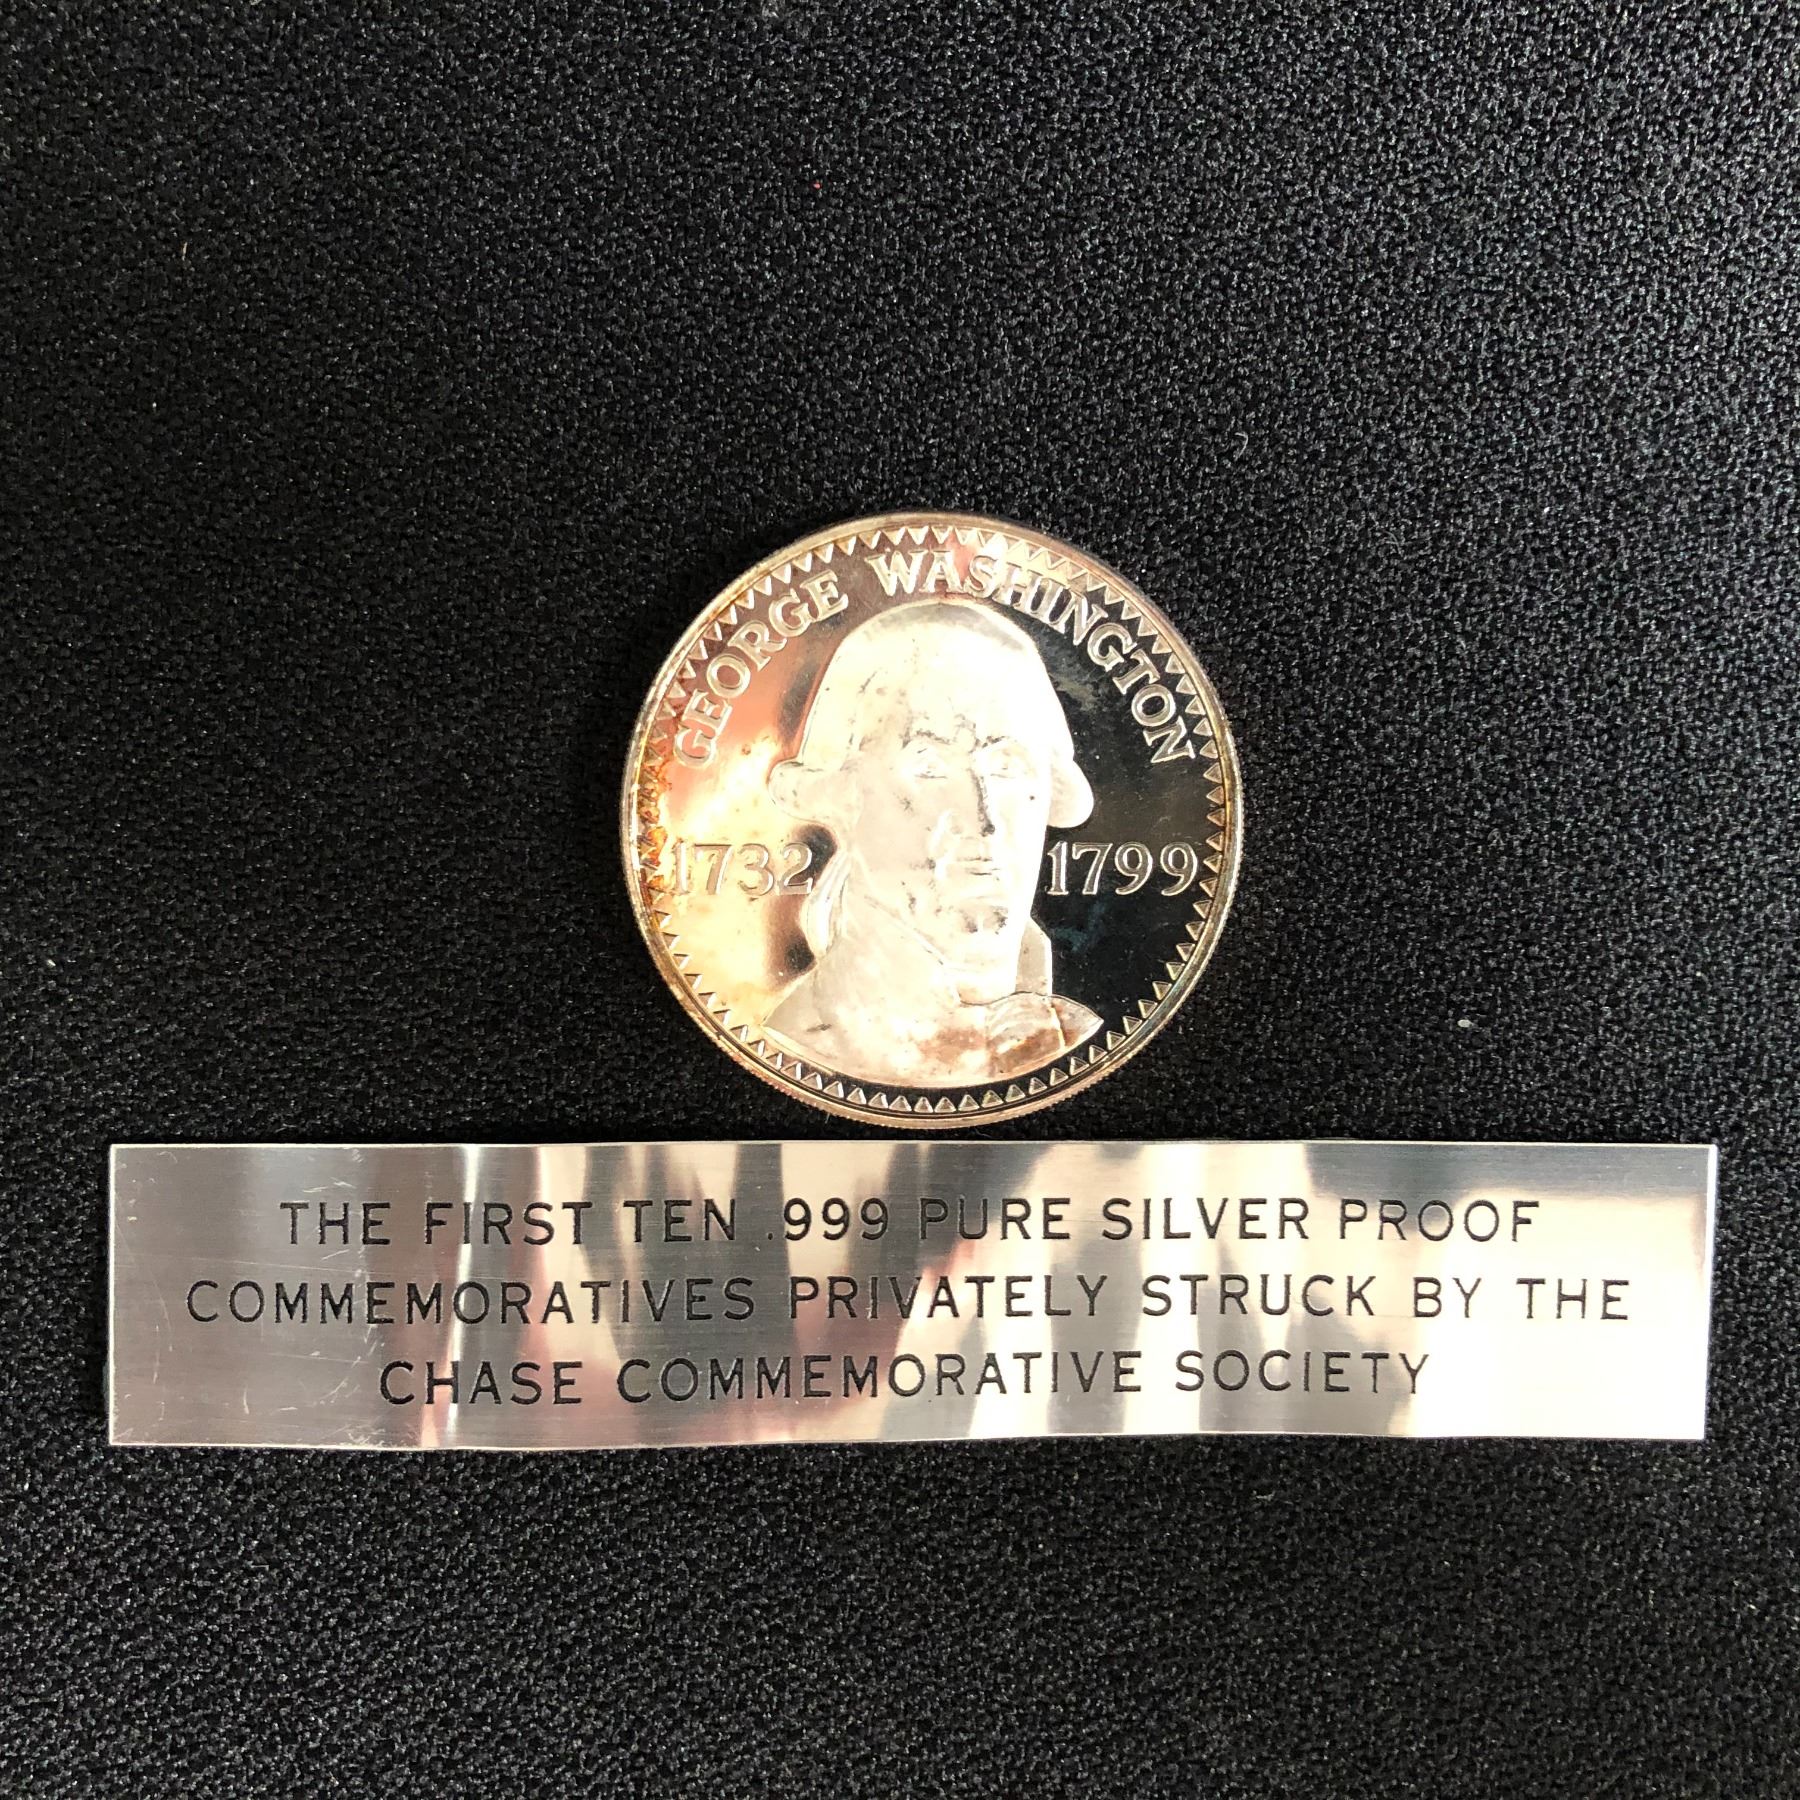 GEORGE WASHINGTON
1732 1799
THE FIRST TEN .999 PURE SILVER PROOF
COMMEMORATIVES PRIVATELY STRUCK BY THE
CHASE COMMEMORATIVE SOCIETY